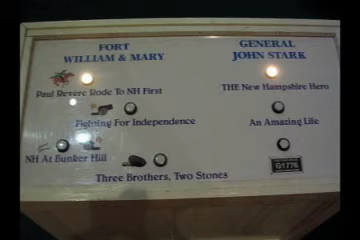 FORT
WILLIAM & MARY
Paul Revere Rode To NH First
Fighting For Independence
NH At Bunker Hill
Three Brothers, Two Stones
GENERAL
JOHN STARK
THE New Hampshire Hero
An Amazing Life
G1776